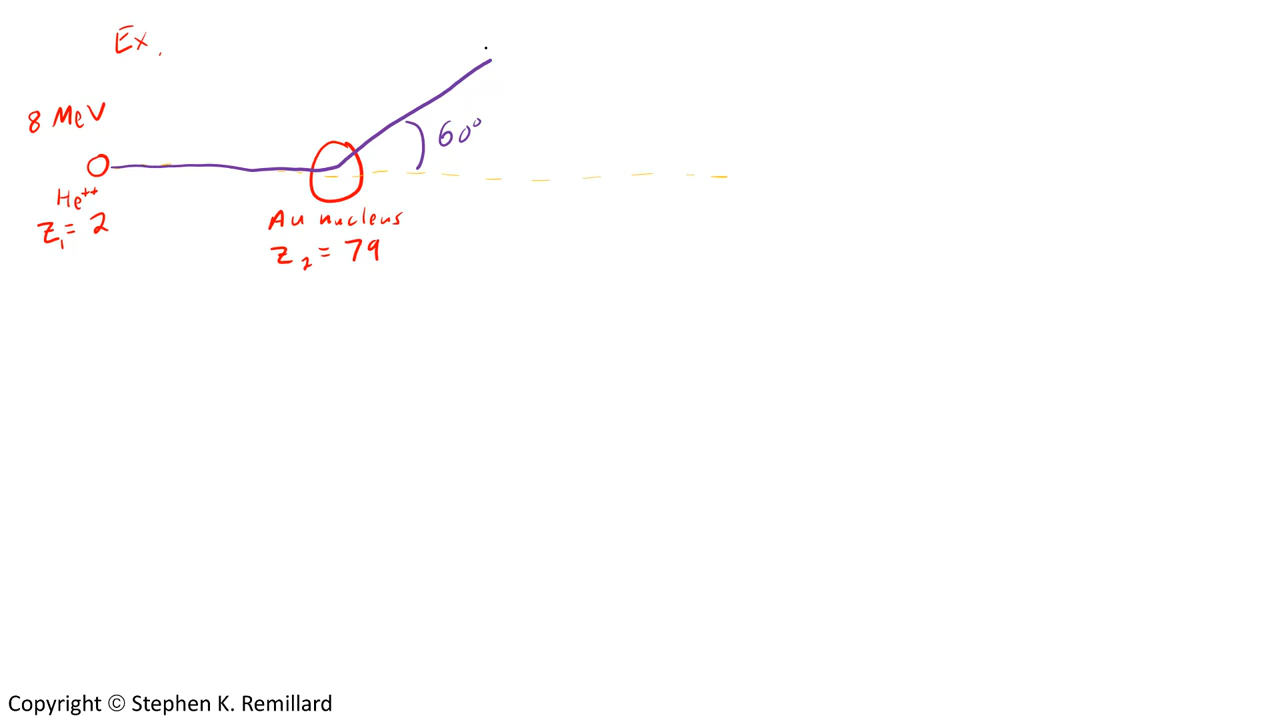 Ex.
8 MeV
60°
He⁺⁺
Z₁ = 2
Au nucleus
Z₂ = 79
Copyright © Stephen K. Remillard